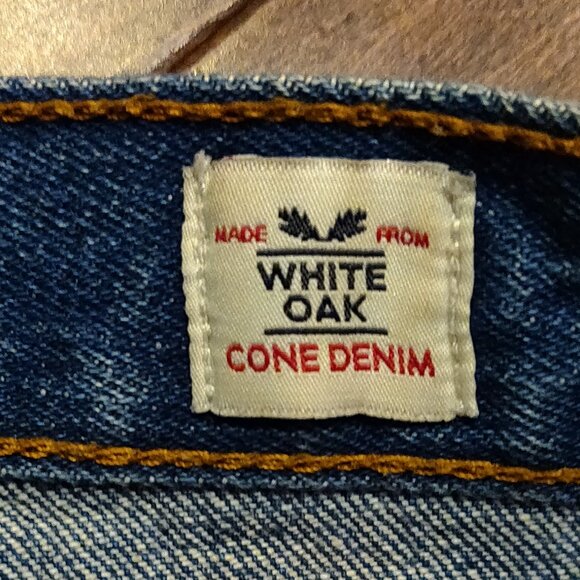 MADE FROM
WHITE
OAK
CONE DENIM